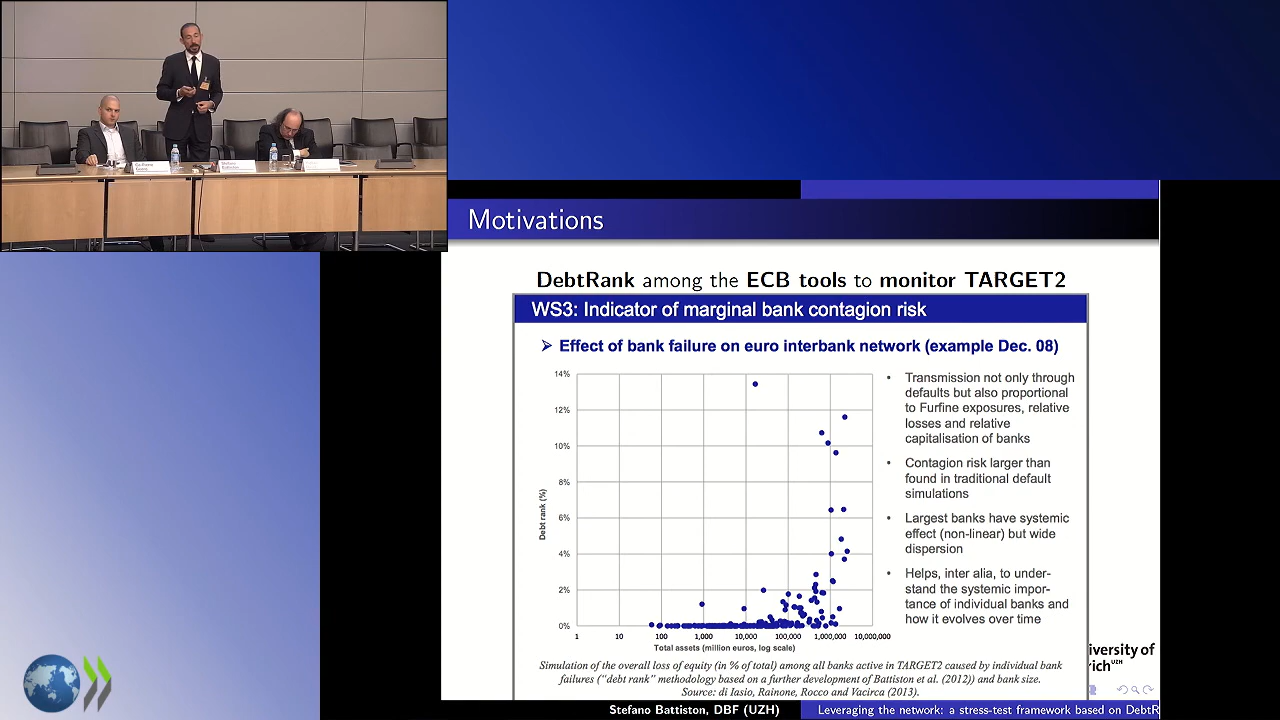 Motivations
DebtRank among the ECB tools to monitor TARGET2
WS3: Indicator of marginal bank contagion risk
➢ Effect of bank failure on euro interbank network (example Dec. 08)
14%
12%
10%
8%
6%
4%
2%
0%
Debt rank (%)
1 10 100 1,000 10,000 100,000 1,000,000 10,000,000
Total assets (million euros, log scale)
• Transmission not only through
defaults but also proportional
to Furfine exposures, relative
losses and relative
capitalisation of banks
• Contagion risk larger than
found in traditional default
simulations
• Largest banks have systemic
effect (non-linear) but wide
dispersion
• Helps, inter alia, to under-
stand the systemic impor-
tance of individual banks and
how it evolves over time
Simulation of the overall loss of equity (in % of total) among all banks active in TARGET2 caused by individual bank
failures ("debt rank" methodology based on a further development of Battiston et al. (2012)) and bank size.
Source: di Iasio, Rainone, Rocco and Vacirca (2013).
iversity of
rich UZH
Stefano Battiston, DBF (UZH)
Leveraging the network: a stress-test framework based on DebtR